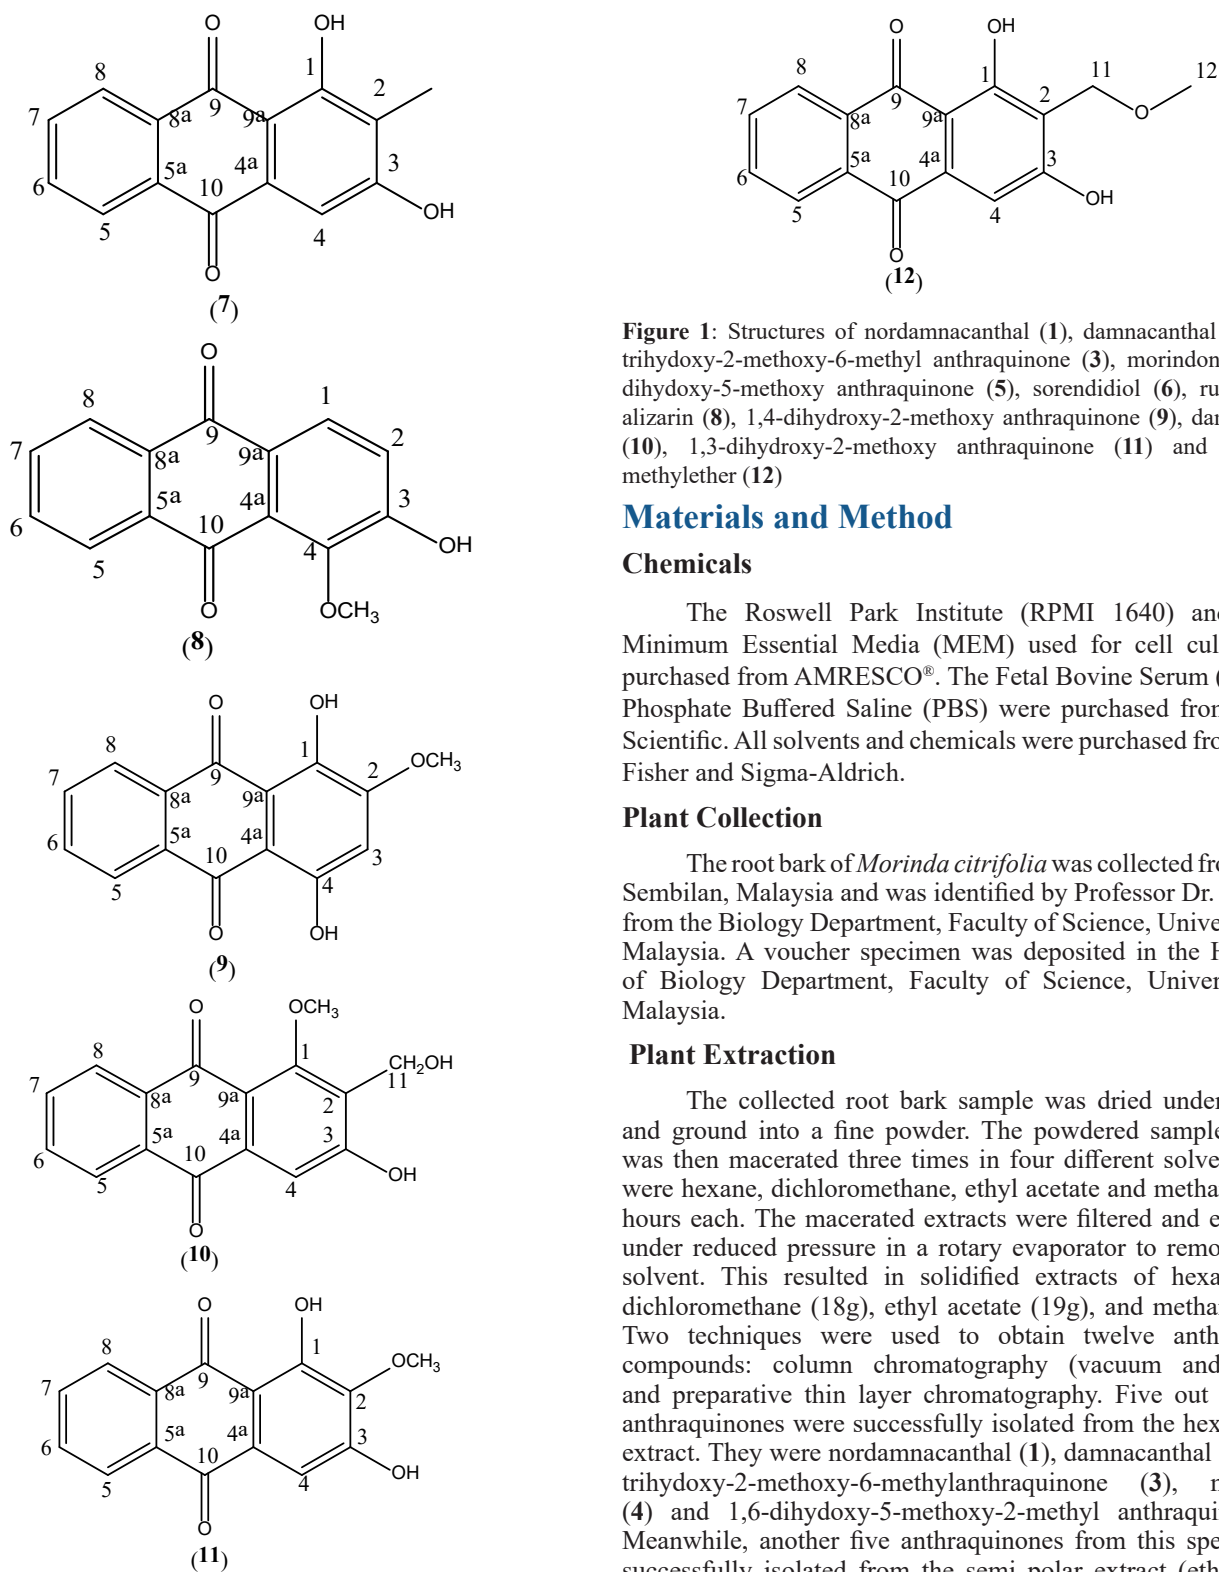 O OH
8 1 2
9
7 8a 9a
5a 4a 3
6 10
OH
5 4
O
(7)
O
8 1
9 2
7 8a 9a
5a 4a 3
10
6 4 OH
5
O OCH3
(8)
O OH
8 1 OCH3
7 9 2
8a 9a
5a 4a
6 10 3
5 4
O OH
(9)
O OCH3
8 1 CH2OH
7 9 11
8a 9a 2
5a 4a 3
6 10
5 4 OH
O
(10)
O OH
8 1 OCH3
7 9
8a 9a 2
5a 4a 3
6 10
5 4 OH
O
(11)
O OH
8 1 11 12
7 9 2 O
8a 9a
5a 4a 3
6 10
5 4 OH
O
(12)
Figure 1: Structures of nordamnacanthal (1), damnacanthal
trihydoxy-2-methoxy-6-methyl anthraquinone (3), morindon
dihydoxy-5-methoxy anthraquinone (5), sorendidiol (6), ru
alizarin (8), 1,4-dihydroxy-2-methoxy anthraquinone (9), dar
(10), 1,3-dihydroxy-2-methoxy anthraquinone (11) and
methylether (12)
Materials and Method
Chemicals
The Roswell Park Institute (RPMI 1640) and
Minimum Essential Media (MEM) used for cell cul
purchased from AMRESCO®. The Fetal Bovine Serum (
Phosphate Buffered Saline (PBS) were purchased from
Scientific. All solvents and chemicals were purchased fro
Fisher and Sigma-Aldrich.
Plant Collection
The root bark of Morinda citrifolia was collected fro
Sembilan, Malaysia and was identified by Professor Dr.
from the Biology Department, Faculty of Science, Unive
Malaysia. A voucher specimen was deposited in the H
of Biology Department, Faculty of Science, Univer
Malaysia.
Plant Extraction
The collected root bark sample was dried under
and ground into a fine powder. The powdered sample
was then macerated three times in four different solve
were hexane, dichloromethane, ethyl acetate and metha
hours each. The macerated extracts were filtered and e
under reduced pressure in a rotary evaporator to remo
solvent. This resulted in solidified extracts of hexa
dichloromethane (18g), ethyl acetate (19g), and methar
Two techniques were used to obtain twelve anth
compounds: column chromatography (vacuum and
and preparative thin layer chromatography. Five out
anthraquinones were successfully isolated from the hex
extract. They were nordamnacanthal (1), damnacanthal
trihydoxy-2-methoxy-6-methylanthraquinone (3), n
(4) and 1,6-dihydoxy-5-methoxy-2-methyl anthraqui
Meanwhile, another five anthraquinones from this spe
successfully isolated from the semi polar extract (eth